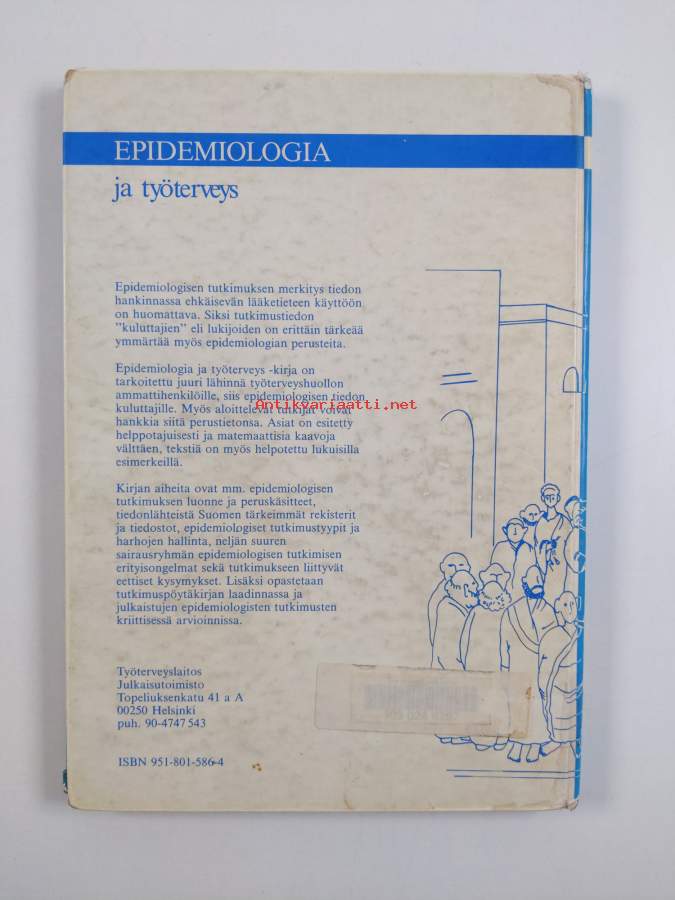 EPIDEMIOLOGIA
ja työterveys
Epidemiologisen tutkimuksen merkitys tiedon
hankinnassa ehkäisevän lääketieteen käyttöön
on huomattava. Siksi tutkimustiedon
"kuluttajien" eli lukijoiden on erittäin tärkeää
ymmärtää myös epidemiologian perusteita.
Epidemiologia ja työterveys -kirja on
tarkoitettu juuri lähinnä työterveyshuollon
ammattihenkilöille, siis epidemiologisen tiedon
kuluttajille. Myös aloittelevat tutkijat voivat
Antikvariaatti.net
hankkia siitä perustietonsa. Asiat on esitetty
helppotajuisesti ja matemaattisia kaavoja
välttäen, tekstiä on myös helpotettu lukuisilla
esimerkeillä.
Kirjan aiheita ovat mm. epidemiologisen
tutkimuksen luonne ja peruskäsitteet,
tiedonlähteistä Suomen tärkeimmät rekisterit
ja tiedostot, epidemiologiset tutkimustyypit ja
harhojen hallinta, neljän suuren
sairausryhmän epidemiologisen tutkimisen
erityisongelmat sekä tutkimukseen liittyvät
eettiset kysymykset. Lisäksi opastetaan
tutkimuspöytäkirjan laadinnassa ja
julkaistujen epidemiologisten tutkimusten
kriittisessä arvioinnissa.
Työterveyslaitos
Julkaisutoimisto
Topeliuksenkatu 41 a A
00250 Helsinki
puh. 90-4747 543
ISBN 951-801-586-4